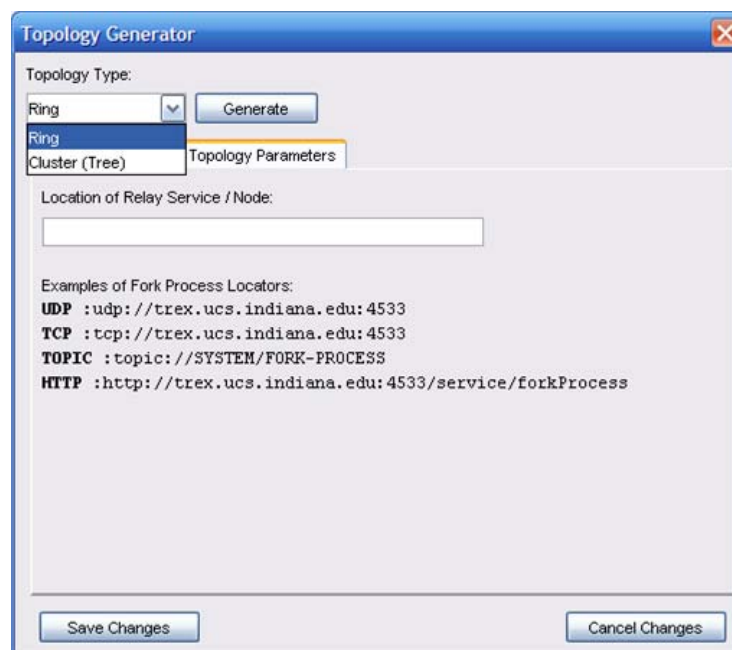 Topology Generator
Topology Type:
Ring
Generate
Ring
Cluster (Tree)
Topology Parameters
Location of Relay Service / Node:
Examples of Fork Process Locators:
UDP :udp://trex.ucs.indiana.edu:4533
TCP :tcp://trex.ucs.indiana.edu:4533
TOPIC :topic://SYSTEM/FORK-PROCESS
HTTP :http://trex.ucs.indiana.edu:4533/service/forkProcess
Save Changes
Cancel Changes